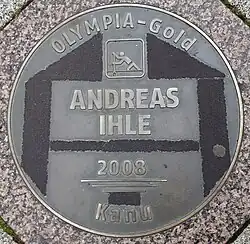 OLYMPIA-Gold
ANDREAS
IHLE
2008
Kanu